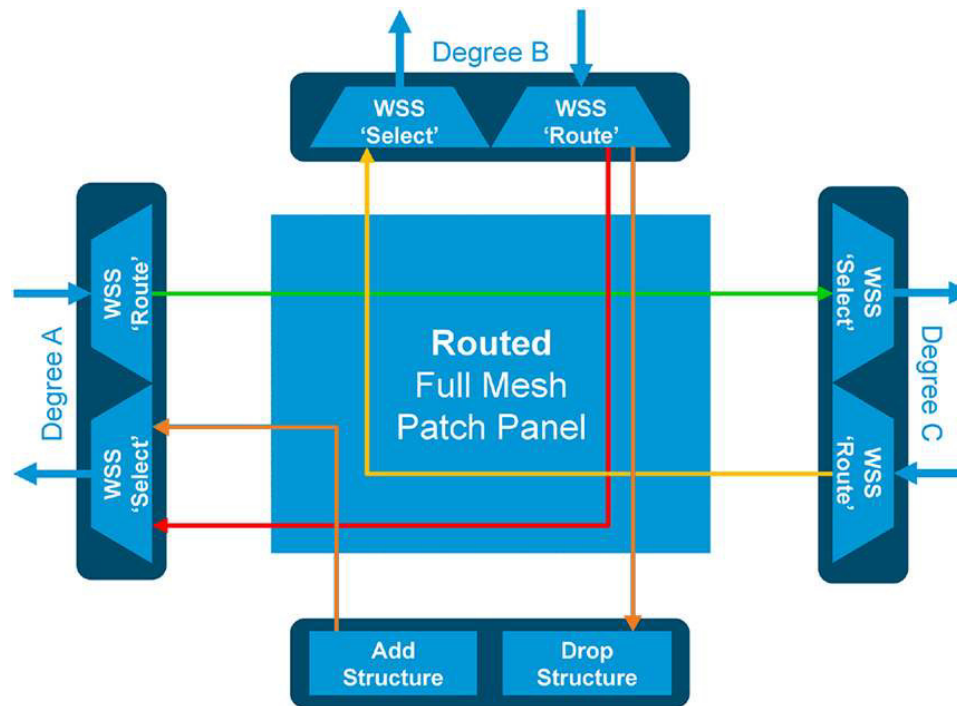 Degree B
WSS
'Select'
WSS
'Route'
Degree A
WSS
'Route'
WSS
'Select'
Routed
Full Mesh
Patch Panel
WSS
'Select'
WSS
'Route'
Degree C
Add
Structure
Drop
Structure